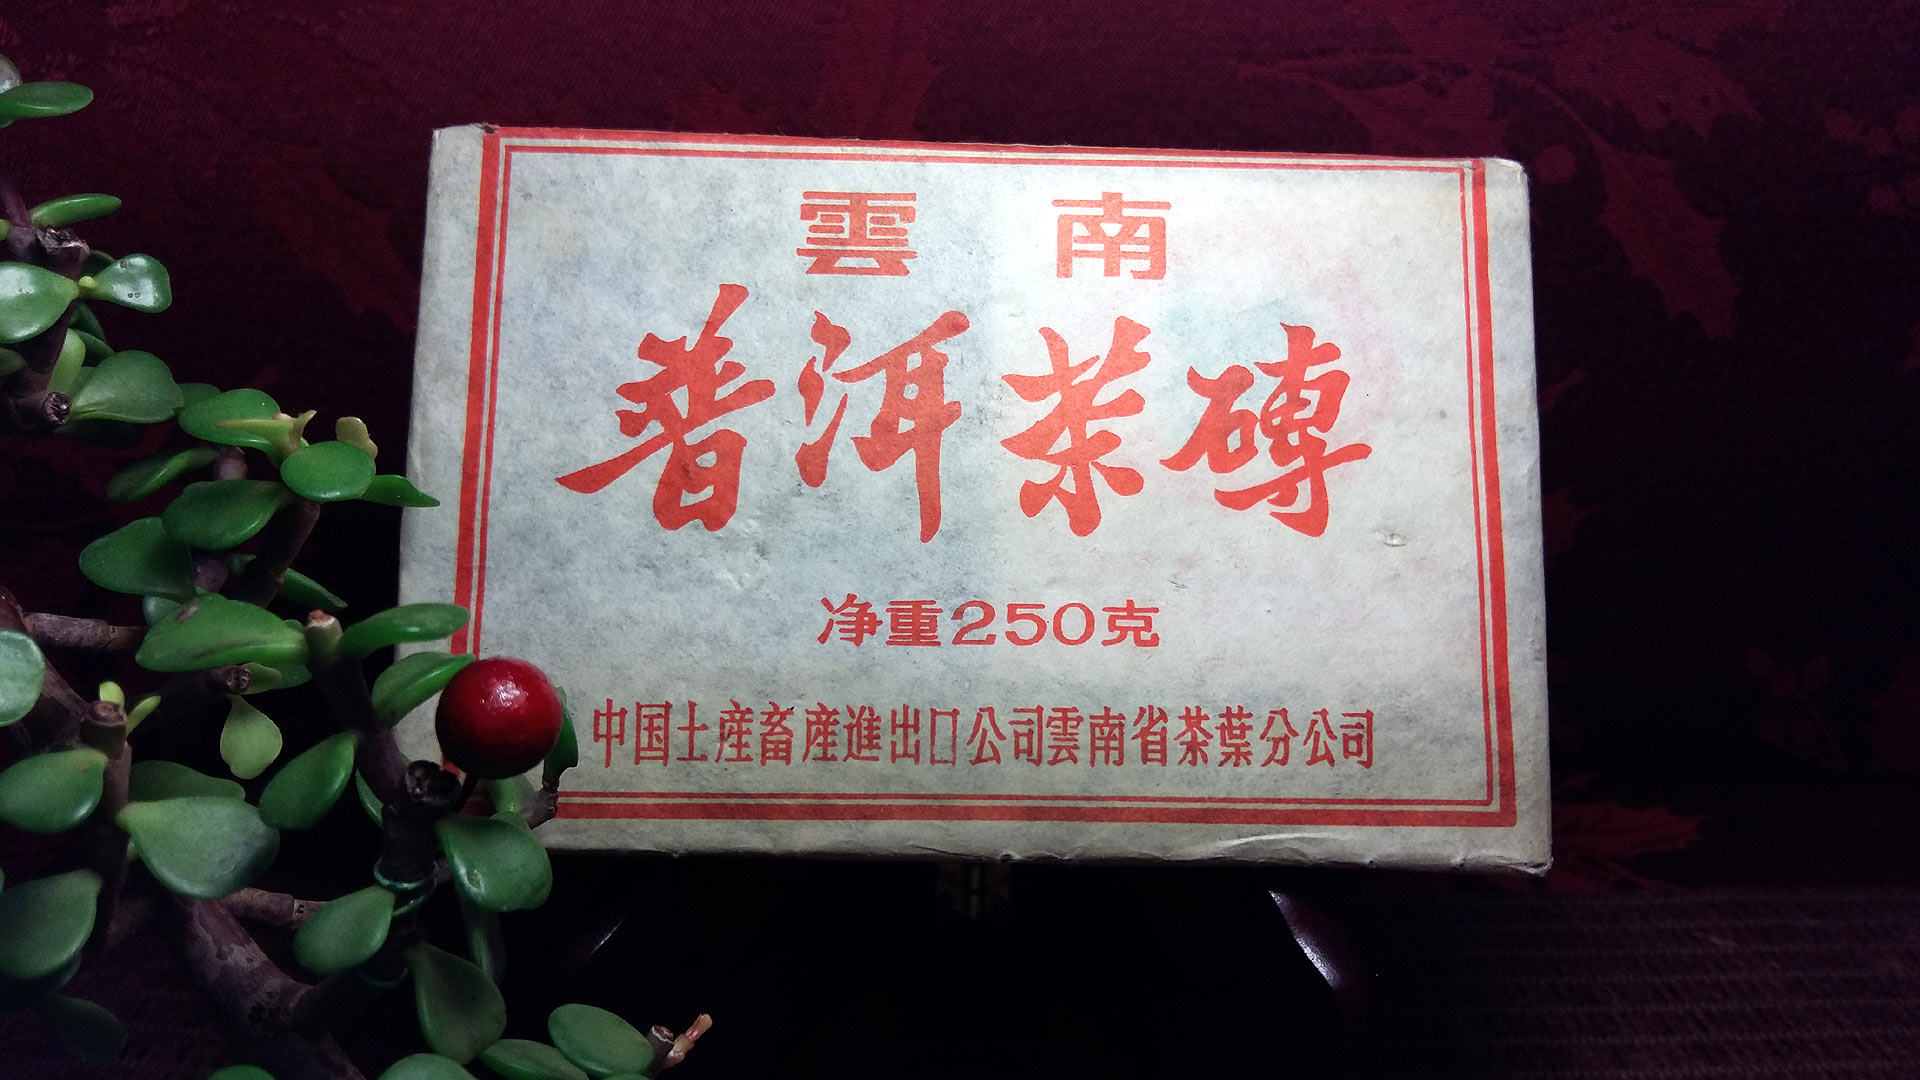 雲南
普洱茶磚
净重250克
中国土産畜産進出口公司雲南省茶葉分公司